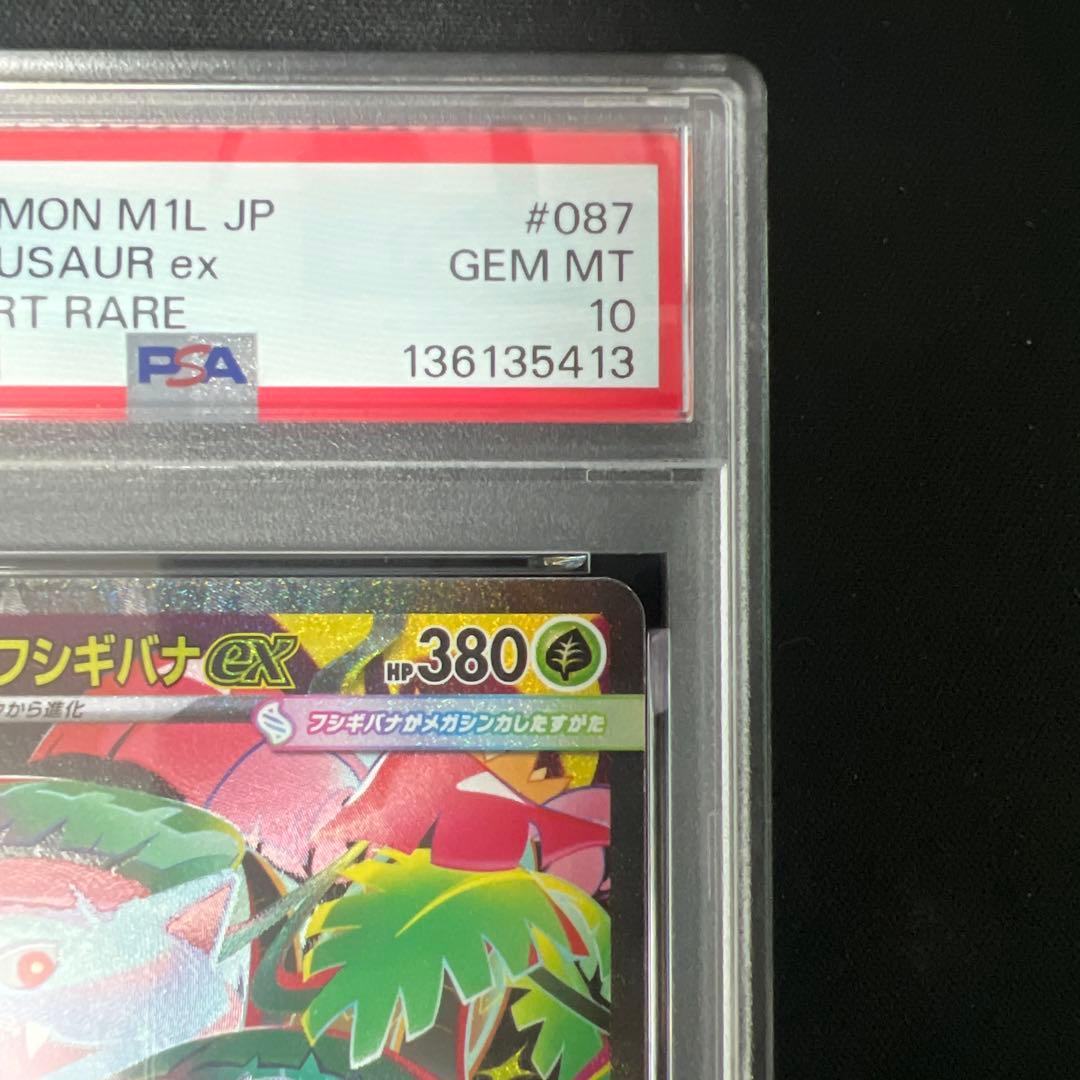 MON M1L JP
#087
USAUR ex
GEM MT
RT RARE
10
PSA
136135413
フシギバナex
HP380
から進化
フシギバナがメガシンカしたすがた